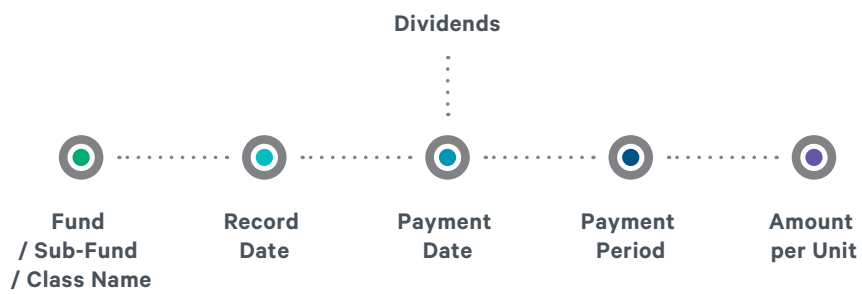 Dividends
Fund
/ Sub-Fund
/ Class Name
Record
Date
Payment
Date
Payment
Period
Amount
per Unit